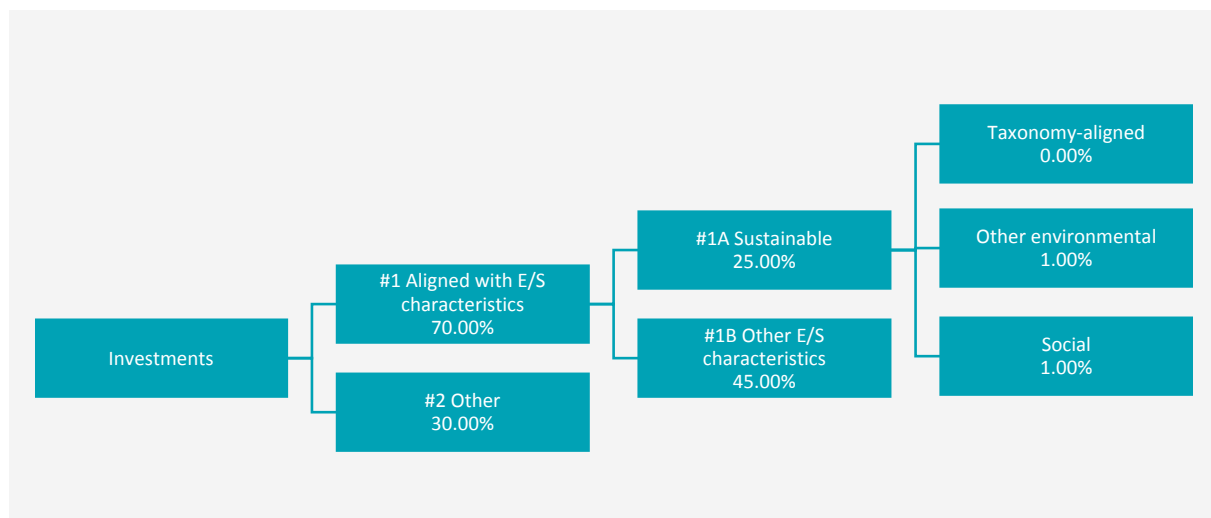 Investments
#1 Aligned with E/S
characteristics
70.00%
#2 Other
30.00%
#1A Sustainable
25.00%
#1B Other E/S
characteristics
45.00%
Taxonomy-aligned
0.00%
Other environmental
1.00%
Social
1.00%